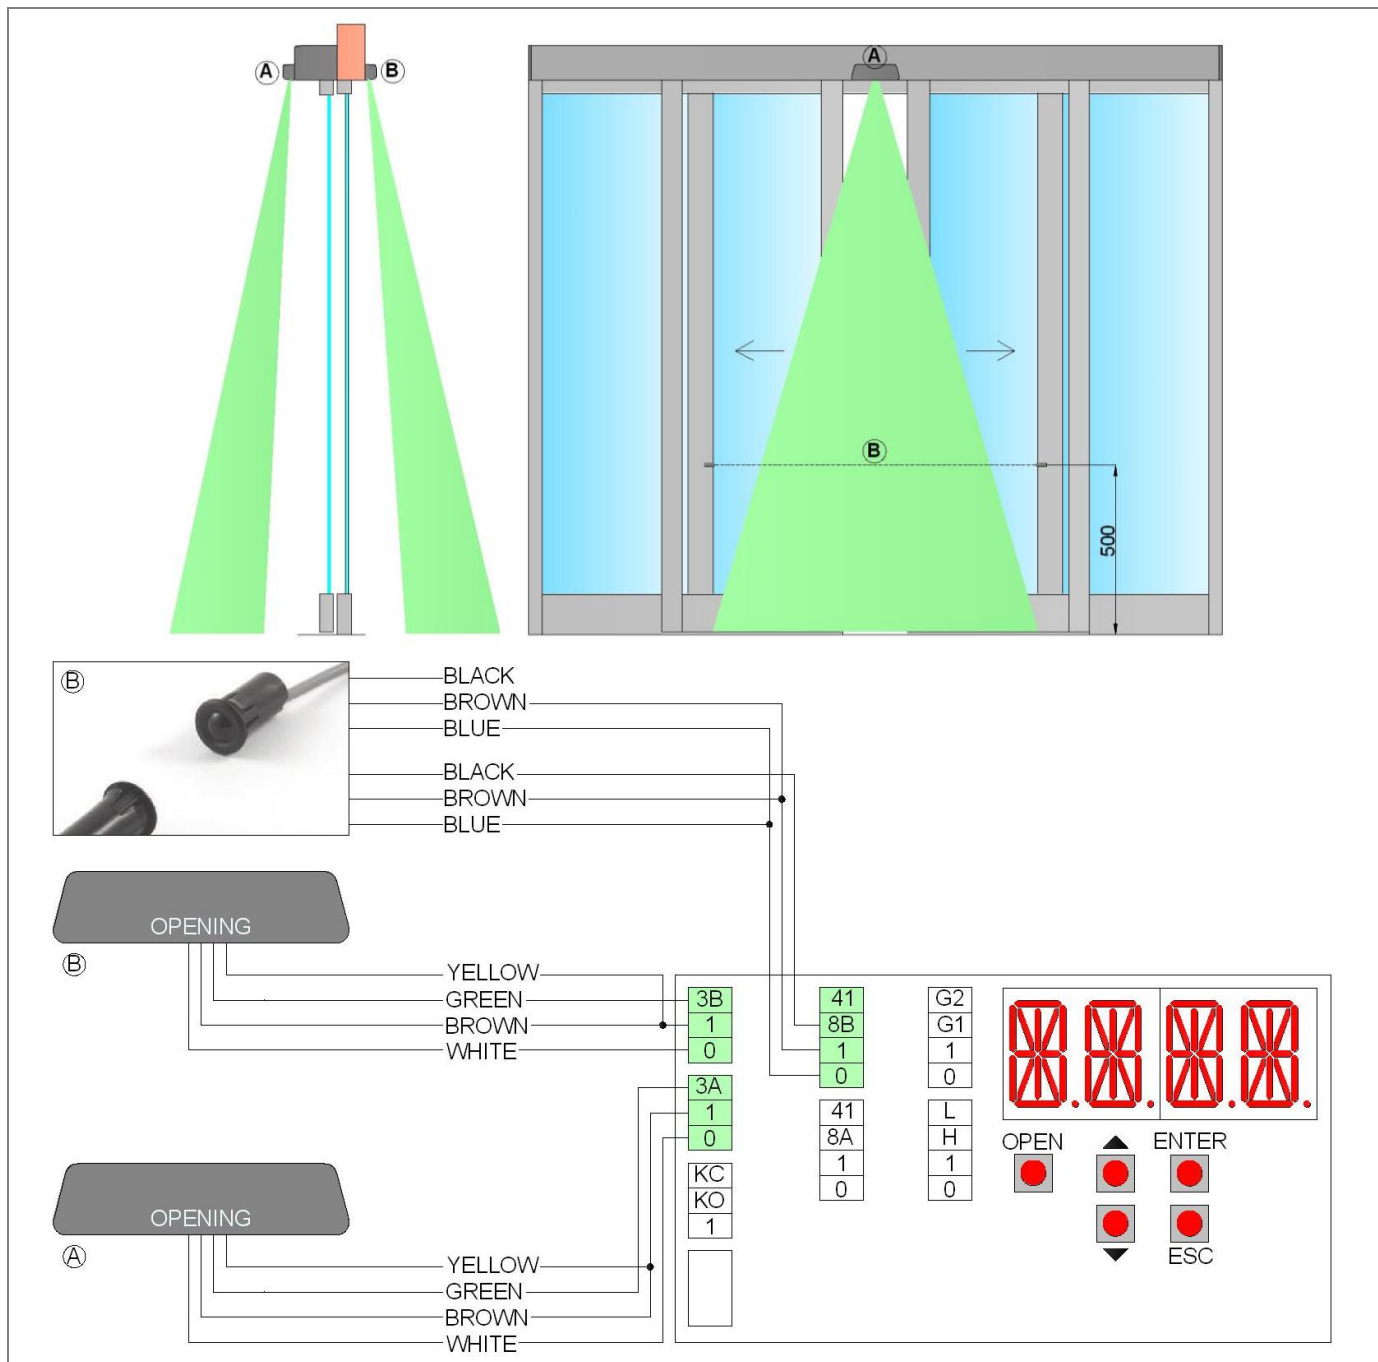 A
B
A
B
500
B
BLACK
BROWN
BLUE
BLACK
BROWN
BLUE
OPENING
B
YELLOW
GREEN
BROWN
WHITE
3B
1
0
3A
1
0
KC
KO
1
41
8B
1
0
41
8A
1
0
G2
G1
1
0
L
H
1
0
OPEN
ENTER
ESC
OPENING
A
YELLOW
GREEN
BROWN
WHITE